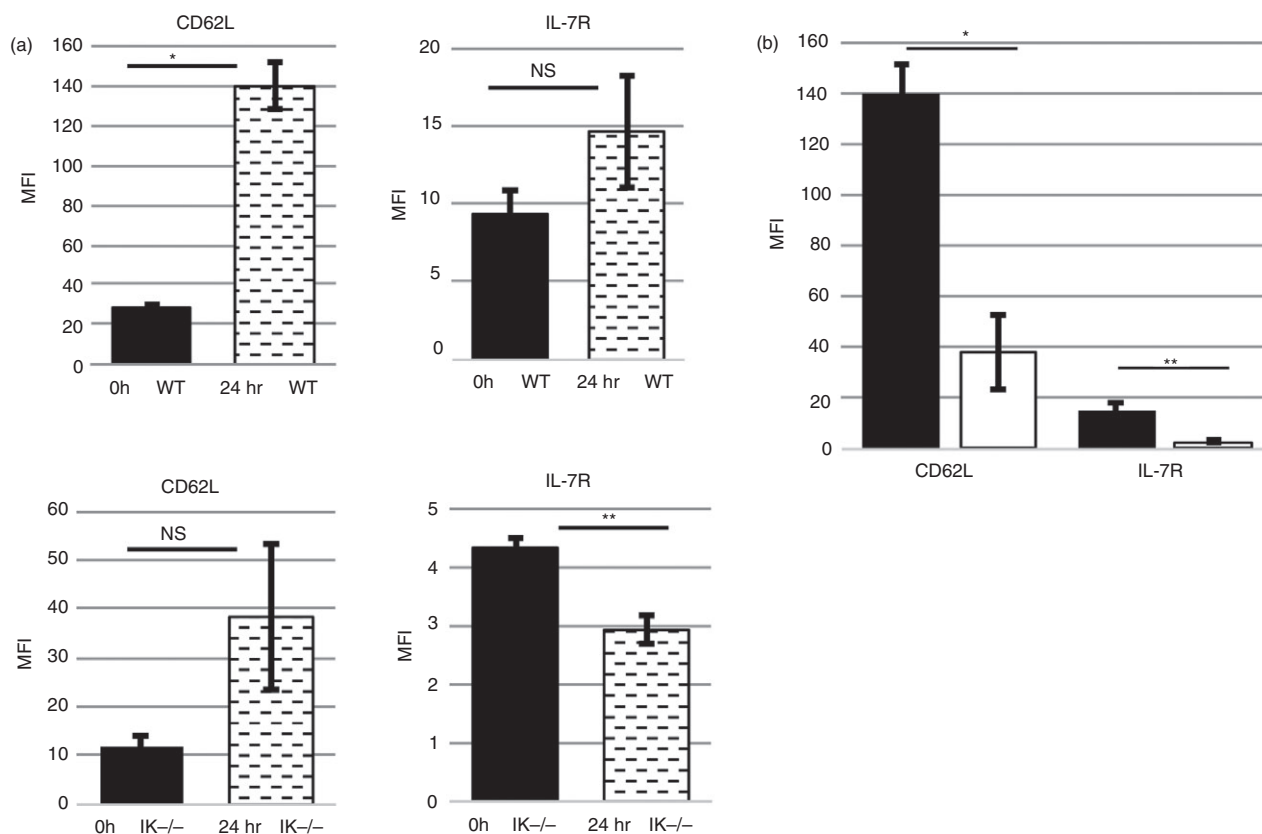 (a)
CD62L
MFI
160
140
120
100
80
60
40
20
0
*
0h WT 24 hr WT
IL-7R
MFI
20
15
10
5
0
NS
0h WT 24 hr WT
CD62L
MFI
60
50
40
30
20
10
0
NS
0h IK–/– 24 hr IK–/–
IL-7R
MFI
5
4
3
2
1
0
**
0h IK–/– 24 hr IK–/–
(b)
MFI
160
140
120
100
80
60
40
20
0
*
**
CD62L IL-7R